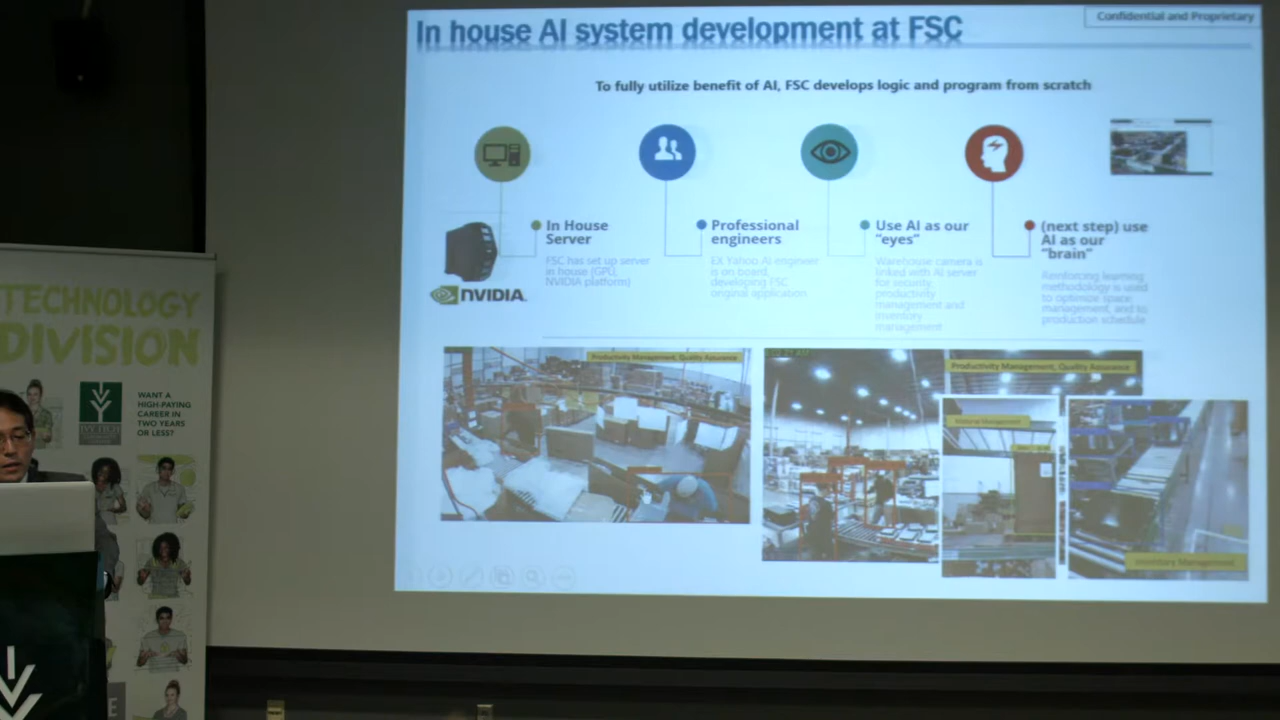 In house AI system development at FSC
Confidential and Proprietary
To fully utilize benefit of AI, FSC develops logic and program from scratch
In House
Server
FSC has set up server
in house (GPU,
NVIDIA platform)
NVIDIA.
Professional
engineers
EX Yahoo AI engineer
is on board,
developing FSC
original application
Use AI as our
"eyes"
Warehouse camera is
linked with AI server
for security,
productivity
management and
inventory
management
(next step) use
AI as our
"brain"
Reinforcing learning
methodology is used
to optimize space
management, and to
production schedule
Productivity Management, Quality Assurance
Productivity Management, Quality Assurance
Inventory Management
TECHNOLOGY
DIVISION
WANT A
HIGH-PAYING
CAREER IN
TWO YEARS
OR LESS?